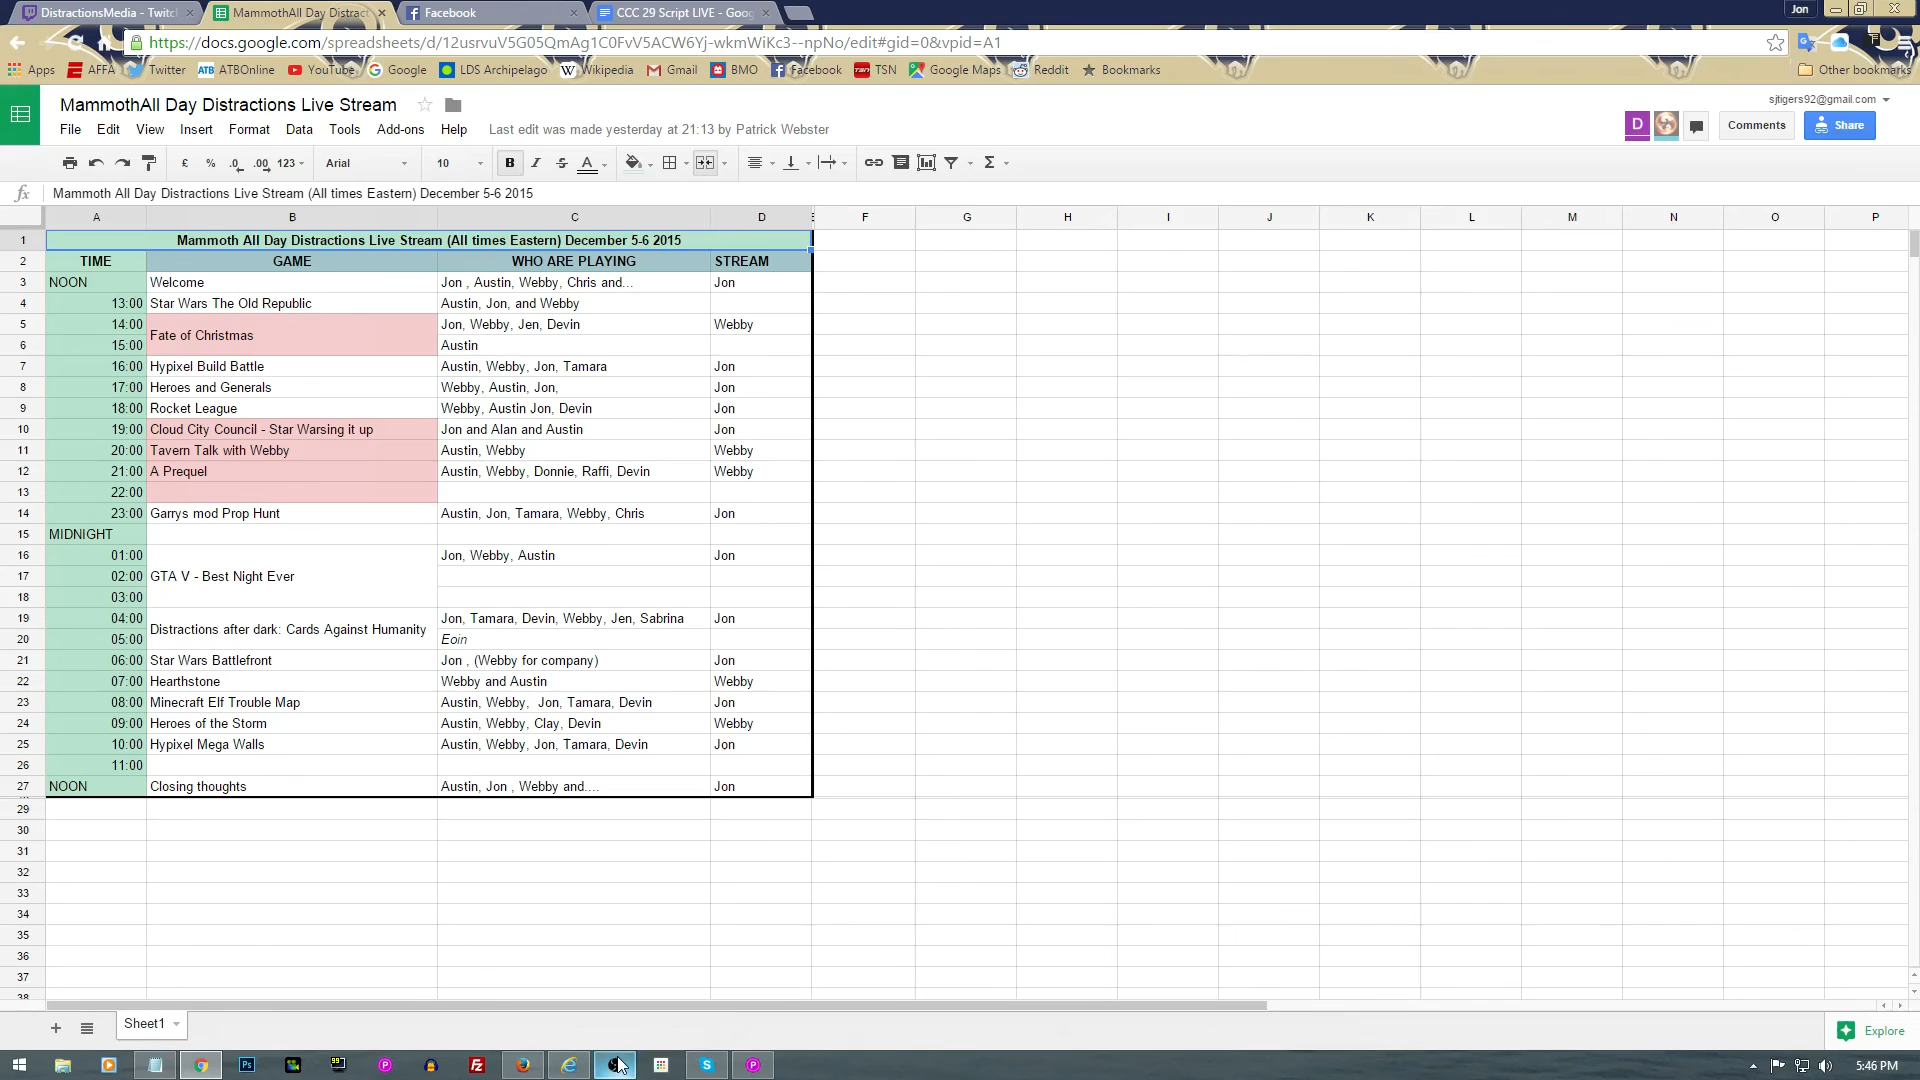 DistractionsMedia - Twitch MammothAll Day Distract Facebook CCC 29 Script LIVE - Goog Jon
https://docs.google.com/spreadsheets/d/12usrvuV5G05QmAg1C0FvV5ACW6Yj-wkmWiKc3--npNo/edit#gid=0&vpid=A1
Apps AFFA Twitter ATBOnline YouTube Google LDS Archipelago Wikipedia Gmail BMO Facebook TSN Google Maps Reddit Bookmarks Other bookmarks
MammothAll Day Distractions Live Stream sjtigers92@gmail.com
File Edit View Insert Format Data Tools Add-ons Help Last edit was made yesterday at 21:13 by Patrick Webster D Comments Share
£ % .0 .00 123 Arial 10 B I S A Σ
fx Mammoth All Day Distractions Live Stream (All times Eastern) December 5-6 2015
A B C D E F G H I J K L M N O P
1 Mammoth All Day Distractions Live Stream (All times Eastern) December 5-6 2015
2 TIME GAME WHO ARE PLAYING STREAM
3 NOON Welcome Jon , Austin, Webby, Chris and... Jon
4 13:00 Star Wars The Old Republic Austin, Jon, and Webby
5 14:00 Fate of Christmas Jon, Webby, Jen, Devin Webby
6 15:00 Austin
7 16:00 Hypixel Build Battle Austin, Webby, Jon, Tamara Jon
8 17:00 Heroes and Generals Webby, Austin, Jon, Jon
9 18:00 Rocket League Webby, Austin Jon, Devin Jon
10 19:00 Cloud City Council - Star Warsing it up Jon and Alan and Austin Jon
11 20:00 Tavern Talk with Webby Austin, Webby Webby
12 21:00 A Prequel Austin, Webby, Donnie, Raffi, Devin Webby
13 22:00
14 23:00 Garrys mod Prop Hunt Austin, Jon, Tamara, Webby, Chris Jon
15 MIDNIGHT
16 01:00 Jon, Webby, Austin Jon
17 02:00 GTA V - Best Night Ever
18 03:00
19 04:00 Distractions after dark: Cards Against Humanity Jon, Tamara, Devin, Webby, Jen, Sabrina Jon
20 05:00 Eoin
21 06:00 Star Wars Battlefront Jon , (Webby for company) Jon
22 07:00 Hearthstone Webby and Austin Webby
23 08:00 Minecraft Elf Trouble Map Austin, Webby, Jon, Tamara, Devin Jon
24 09:00 Heroes of the Storm Austin, Webby, Clay, Devin Webby
25 10:00 Hypixel Mega Walls Austin, Webby, Jon, Tamara, Devin Jon
26 11:00
27 NOON Closing thoughts Austin, Jon , Webby and.... Jon
29
30
31
32
33
34
35
36
37
38
Sheet1 Explore
5:46 PM